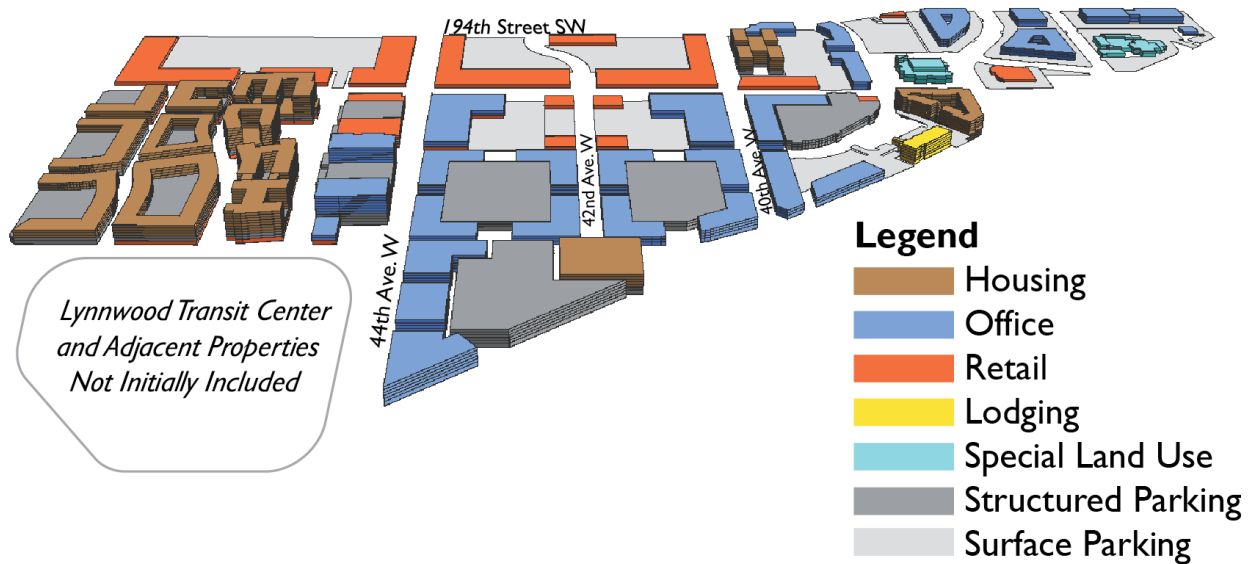 194th Street SW
42nd Ave. W
40th Ave. W
44th Ave. W
Lynnwood Transit Center
and Adjacent Properties
Not Initially Included
Legend
Housing
Office
Retail
Lodging
Special Land Use
Structured Parking
Surface Parking